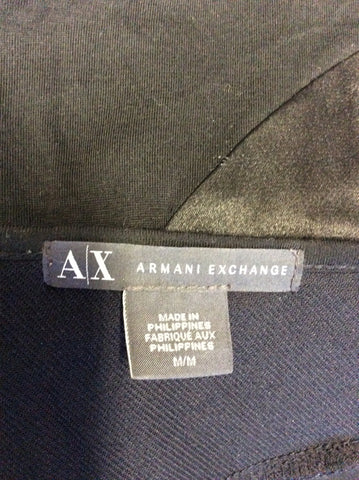 A|X ARMANI EXCHANGE
MADE IN
PHILIPPINES
FABRIQUÉ AUX
PHILIPPINES
M/M